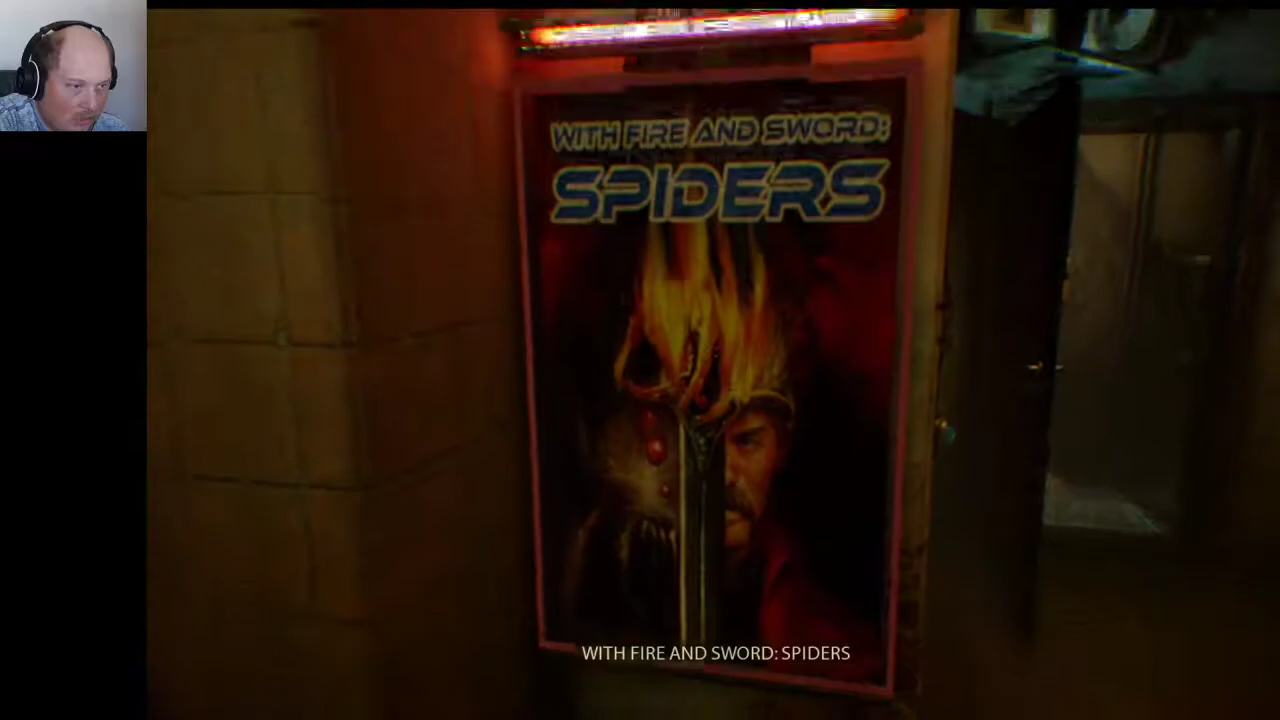 WITH FIRE AND SWORD:
SPIDERS
WITH FIRE AND SWORD: SPIDERS